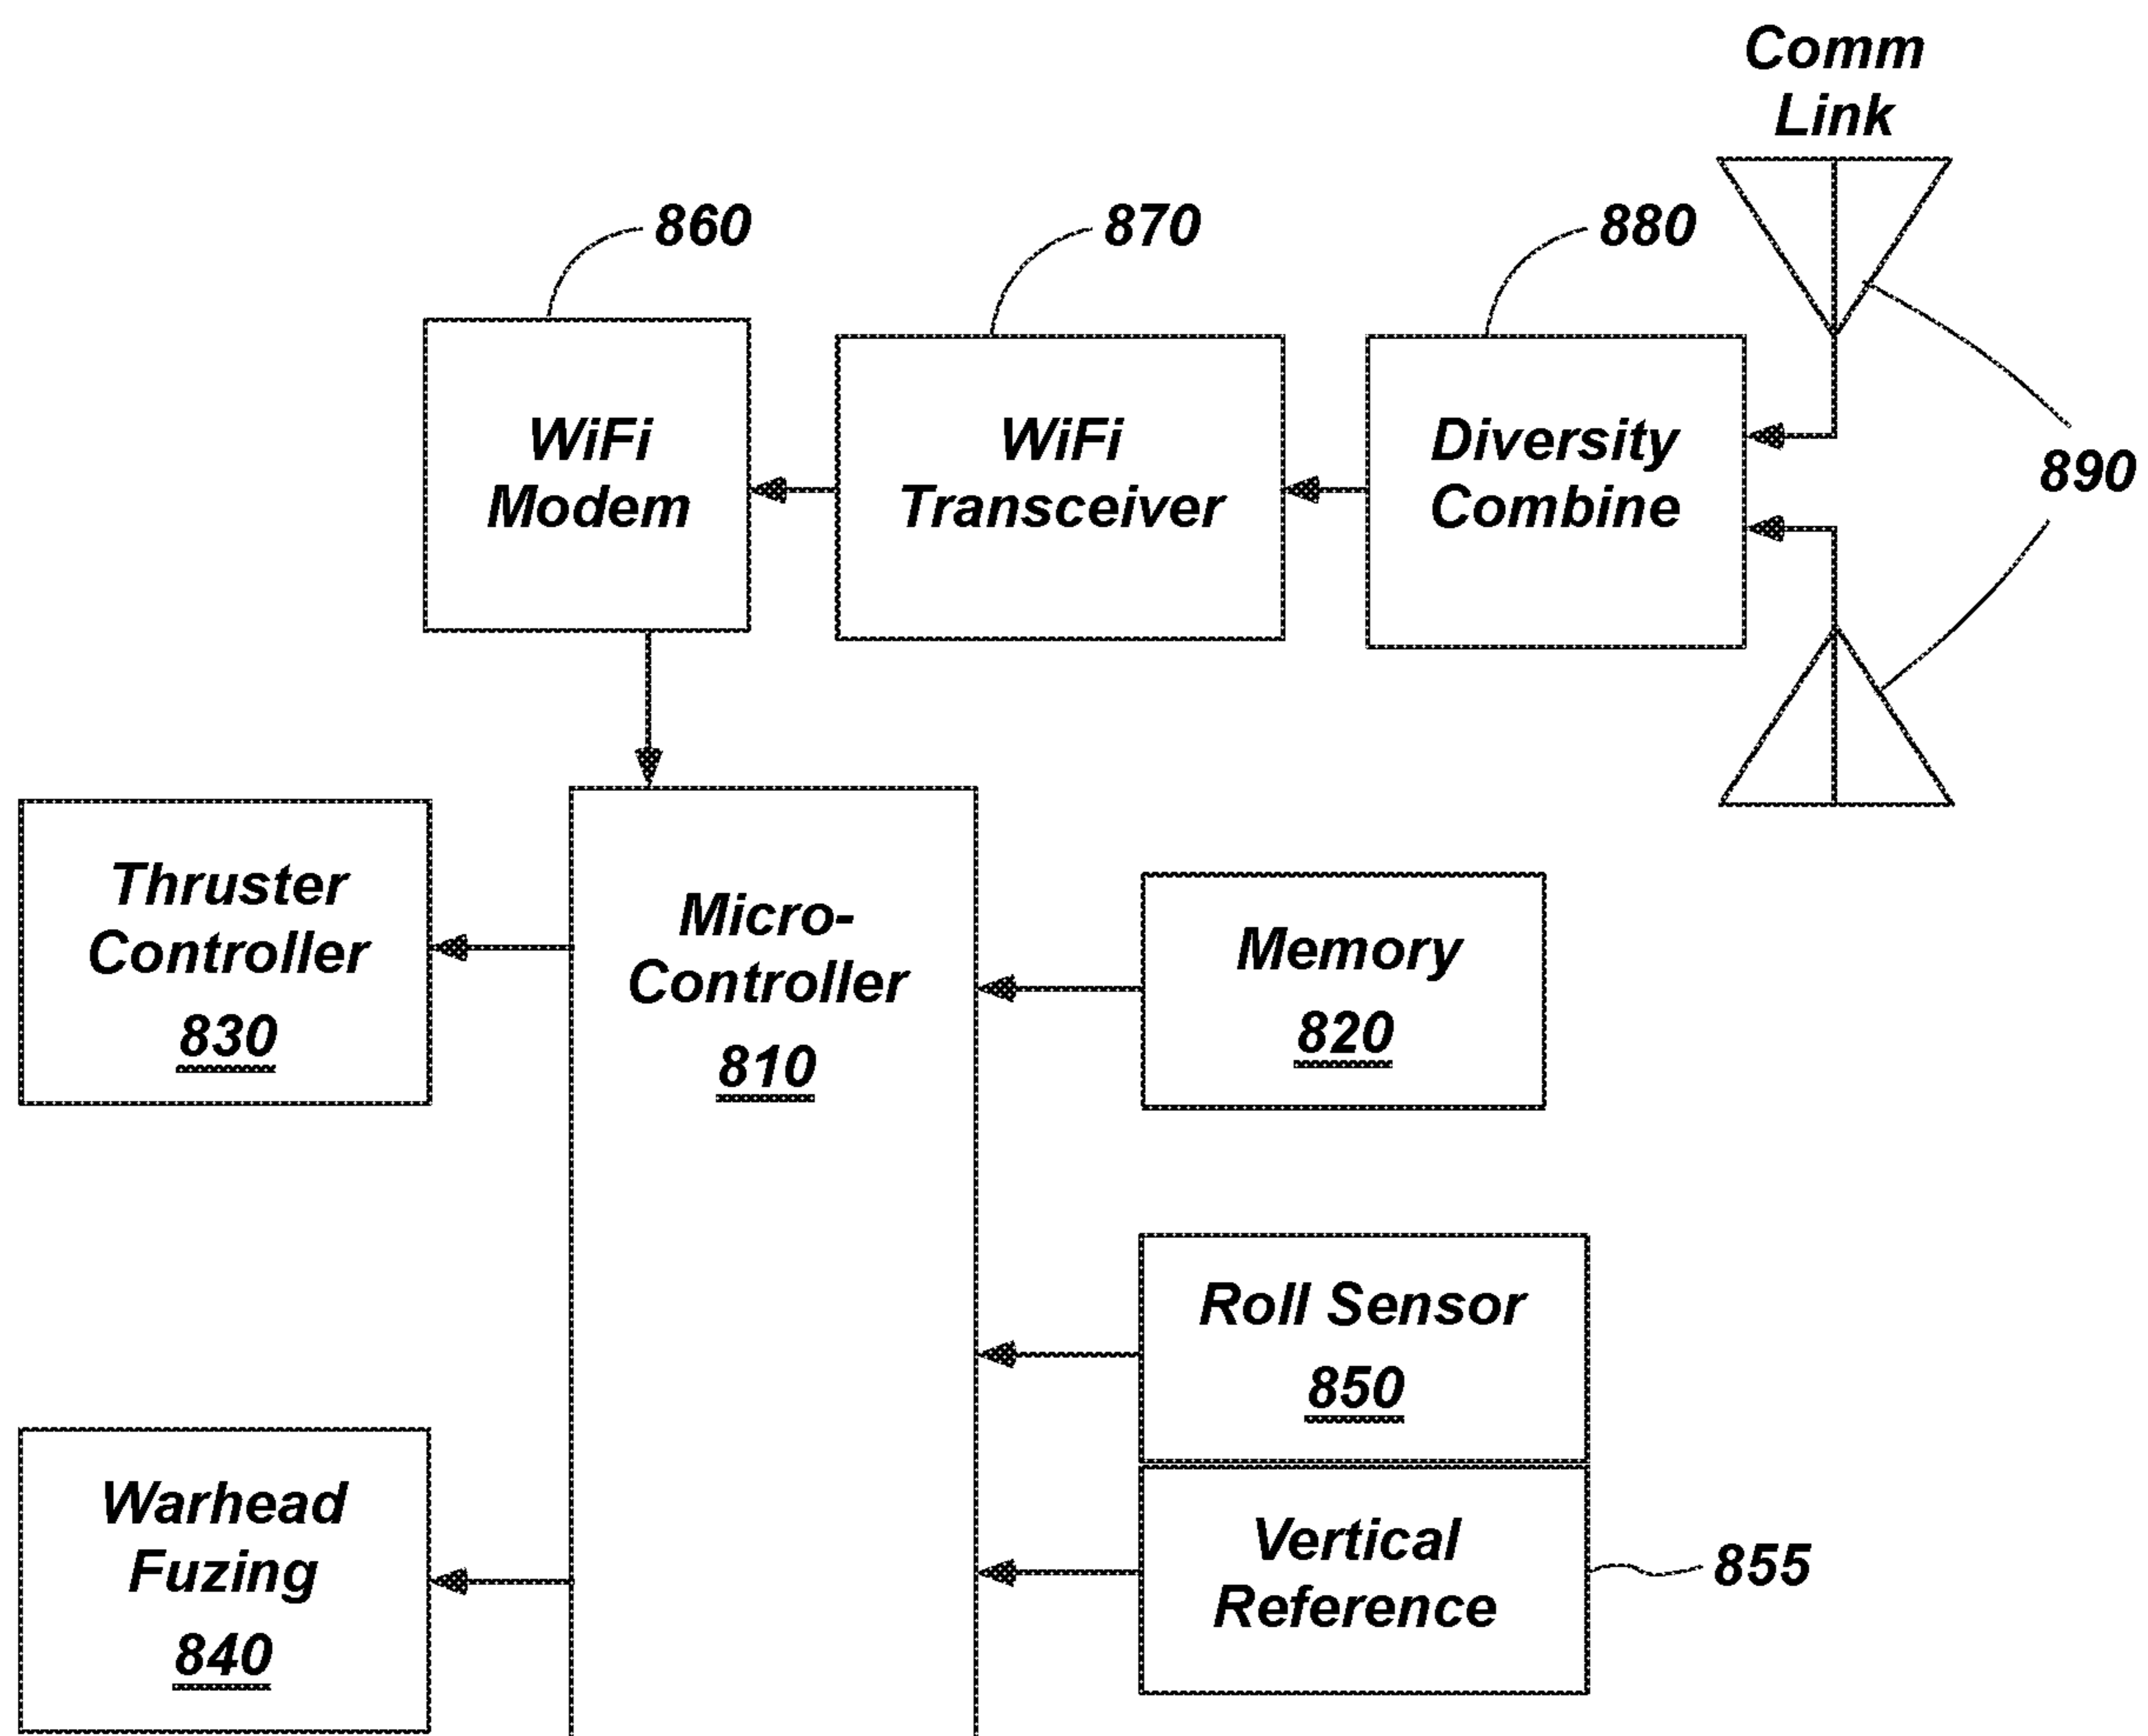 Comm
Link
860
870
880
WiFi
Modem
WiFi
Transceiver
Diversity
Combine
890
Thruster
Controller
830
Micro-
Controller
810
Memory
820
Roll Sensor
850
Warhead
Fuzing
840
Vertical
Reference
855